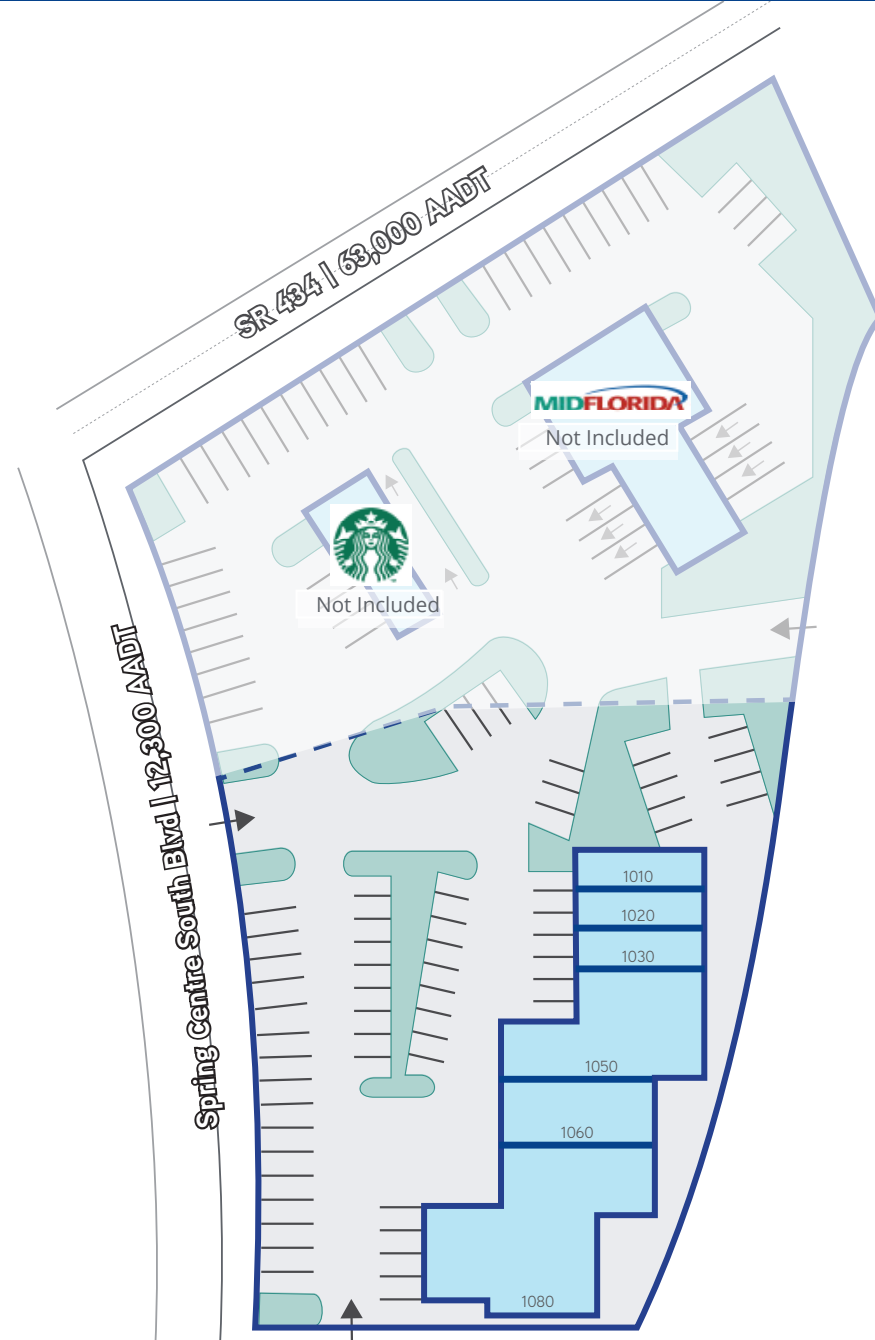 SR 434 | 63,000 AADT
MIDFLORIDA
Not Included
Not Included
Spring Centre South Blvd | 12,300 AADT
1010
1020
1030
1050
1060
1080